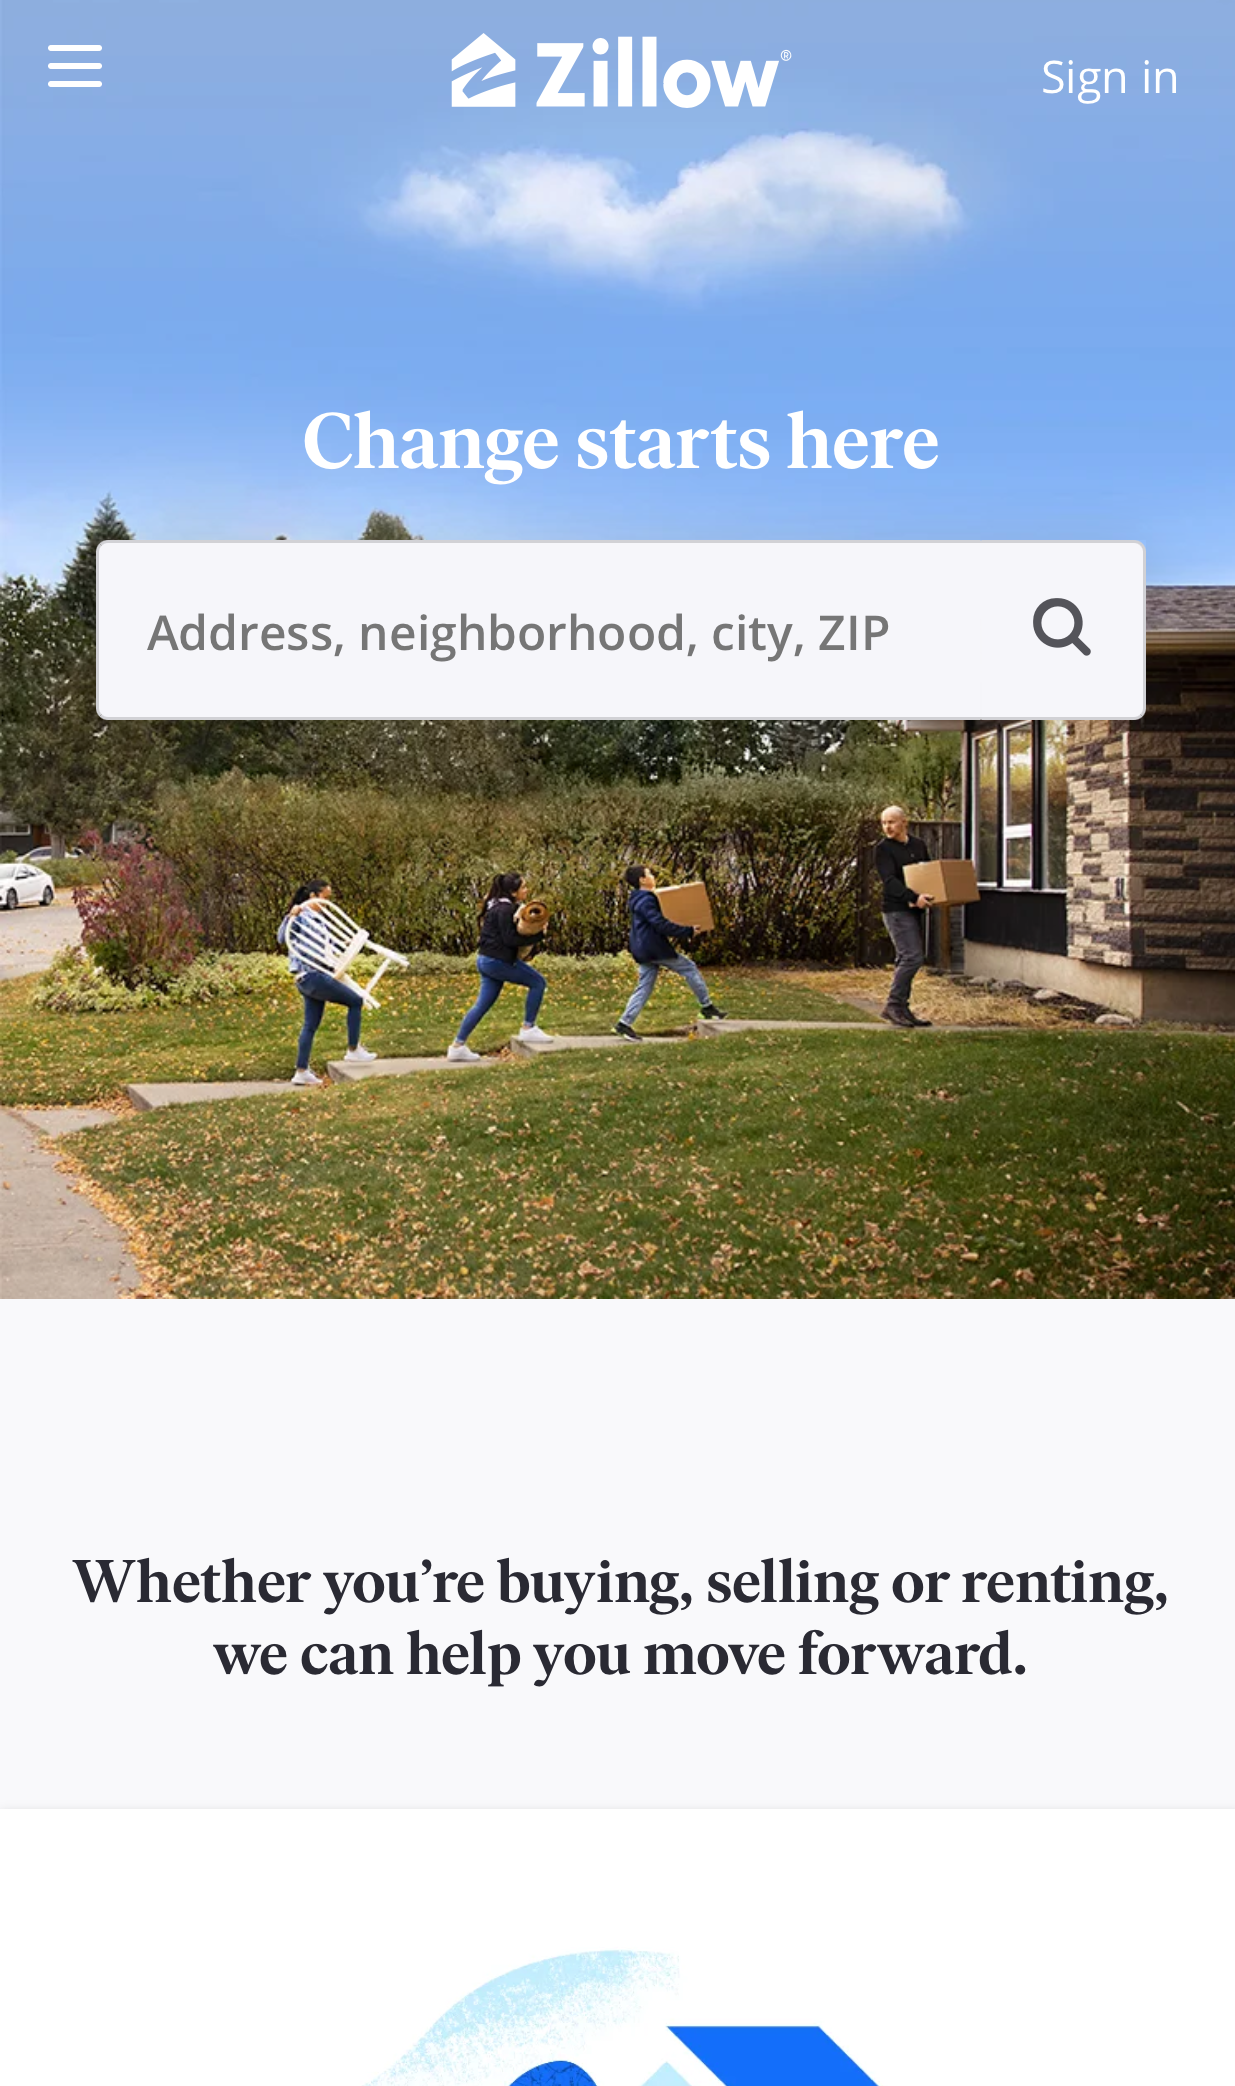 Zillow®
Sign in
Change starts here
Address, neighborhood, city, ZIP
Whether you’re buying, selling or renting,
we can help you move forward.